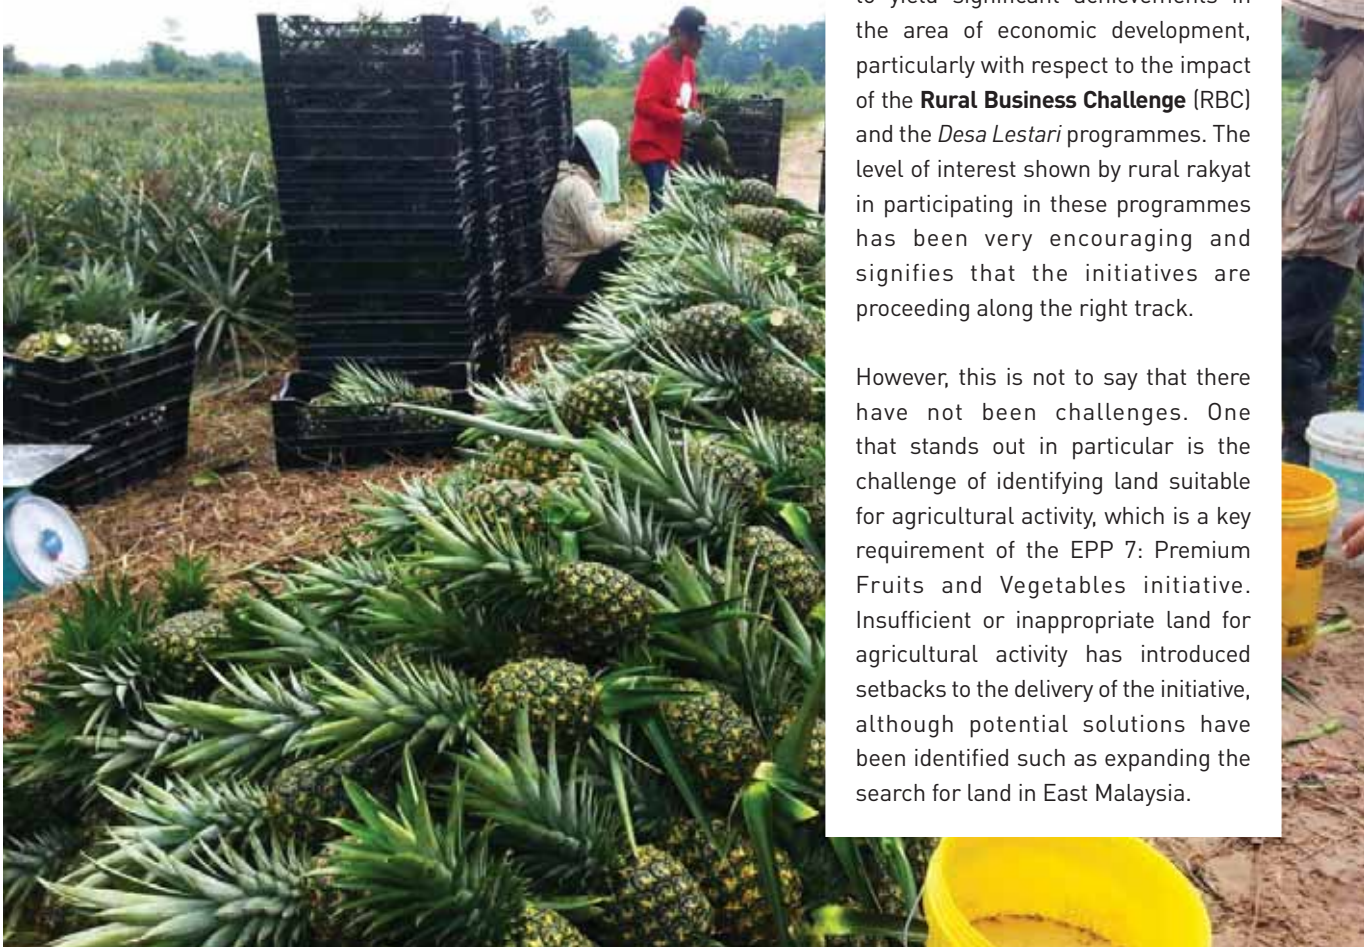 to yield significant achievements in
the area of economic development,
particularly with respect to the impact
of the Rural Business Challenge (RBC)
and the Desa Lestari programmes. The
level of interest shown by rural rakyat
in participating in these programmes
has been very encouraging and
signifies that the initiatives are
proceeding along the right track.
However, this is not to say that there
have not been challenges. One
that stands out in particular is the
challenge of identifying land suitable
for agricultural activity, which is a key
requirement of the EPP 7: Premium
Fruits and Vegetables initiative.
Insufficient or inappropriate land for
agricultural activity has introduced
setbacks to the delivery of the initiative,
although potential solutions have
been identified such as expanding the
search for land in East Malaysia.